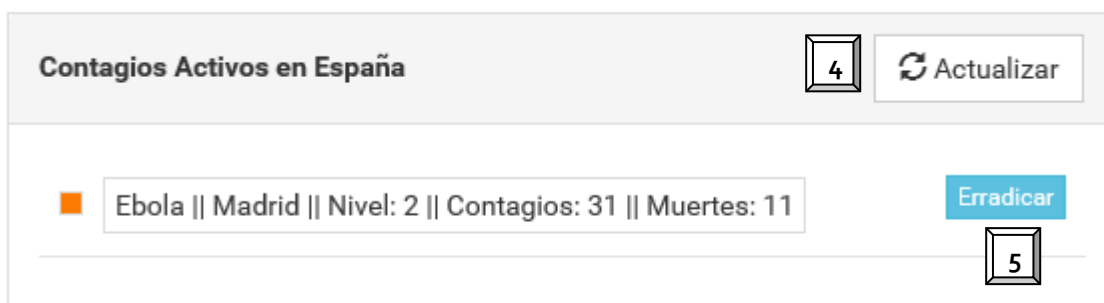 Contagios Activos en España
4
Actualizar
Ebola || Madrid || Nivel: 2 || Contagios: 31 || Muertes: 11
Erradicar
5